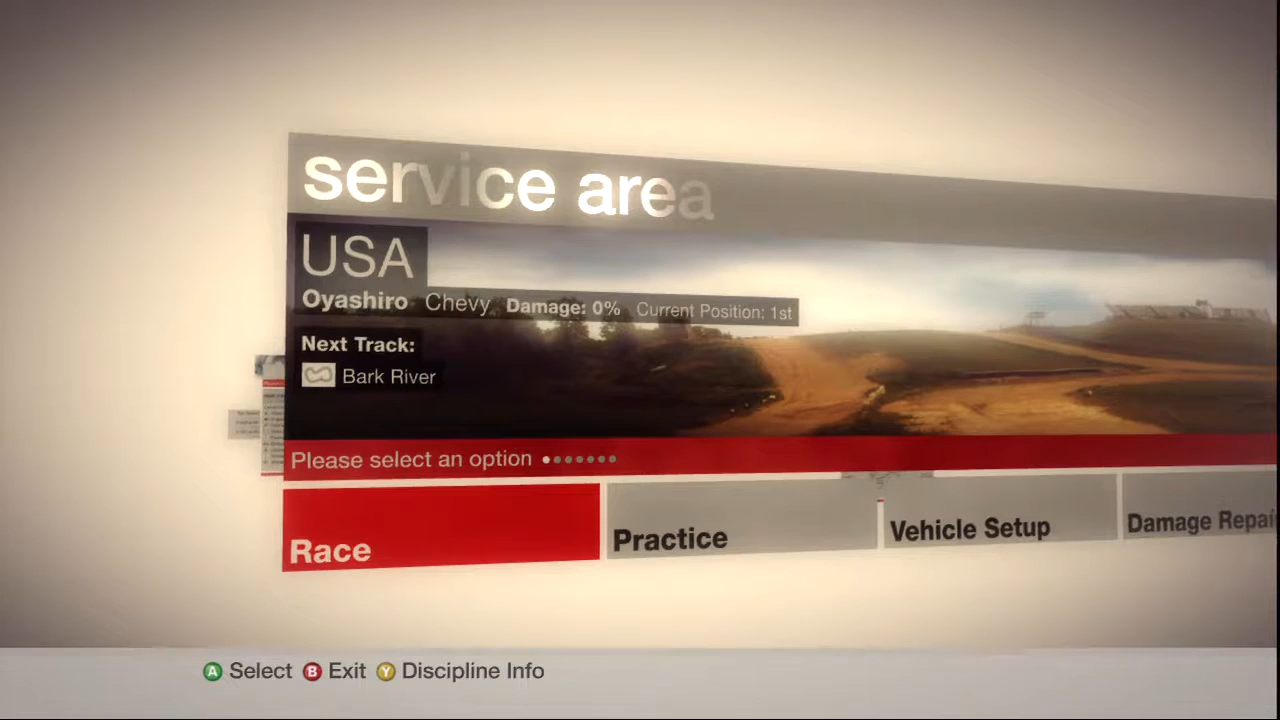 service area
USA
Oyashiro Chevy Damage: 0% Current Position: 1st
Next Track:
Bark River
Please select an option
Race
Practice
Vehicle Setup
Damage Repai
A Select B Exit Y Discipline Info